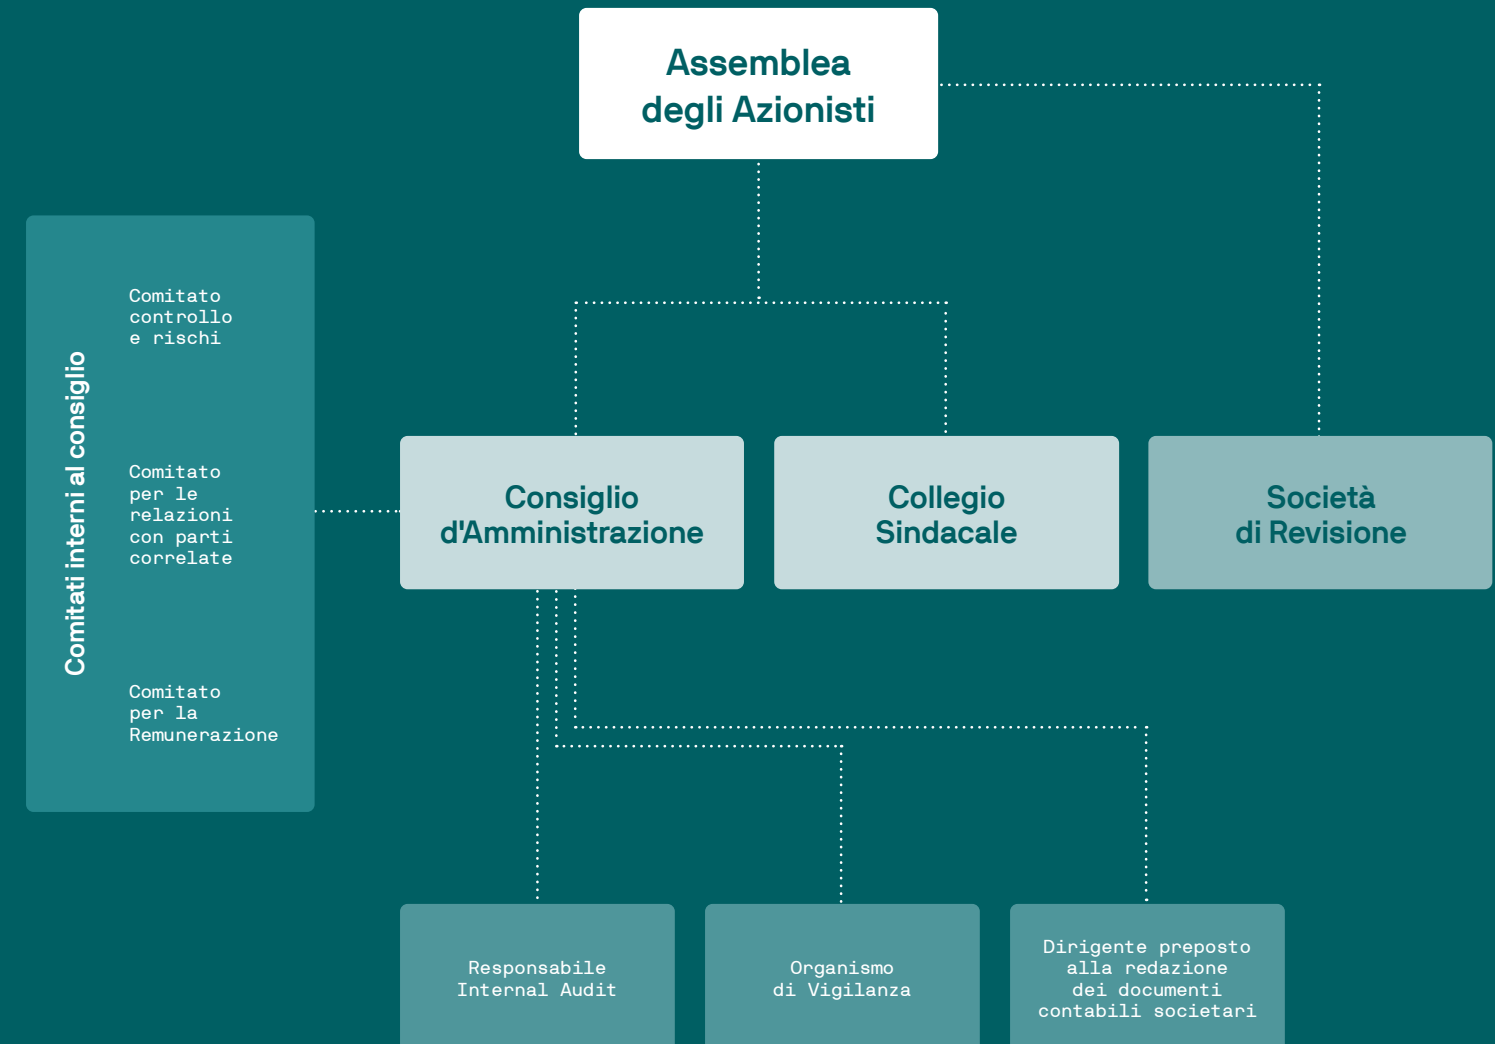 Assemblea
degli Azionisti
Comitati interni al consiglio
Comitato
controllo
e rischi
Comitato
per le
relazioni
con parti
correlate
Comitato
per la
Remunerazione
Consiglio
d'Amministrazione
Collegio
Sindacale
Società
di Revisione
Responsabile
Internal Audit
Organismo
di Vigilanza
Dirigente preposto
alla redazione
dei documenti
contabili societari